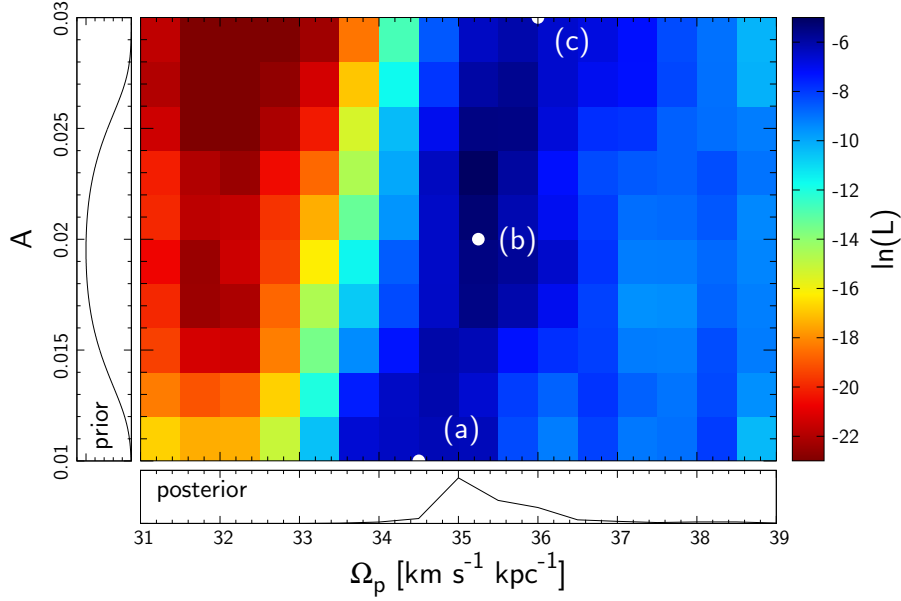 0.03
0.025
0.02
0.015
0.01
A
prior
(c)
(b)
(a)
-6
-8
-10
-12
-14
-16
-18
-20
-22
ln(L)
posterior
31 32 33 34 35 36 37 38 39
Ωp [km s⁻¹ kpc⁻¹]